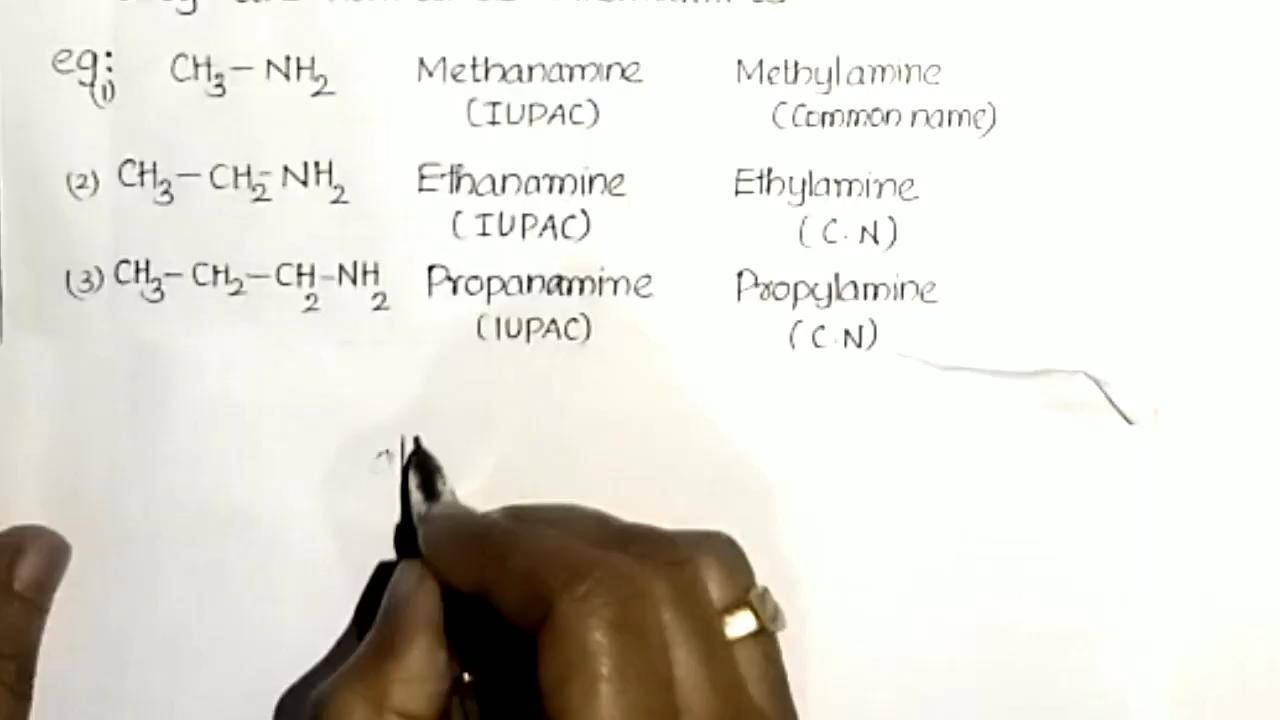 eg:
(1) CH3-NH2 Methanamine Methylamine
(IUPAC) (Common name)
(2) CH3-CH2-NH2 Ethanamine Ethylamine
(IUPAC) (C.N)
(3) CH3-CH2-CH2-NH2 Propanamine Propylamine
(IUPAC) (C.N)